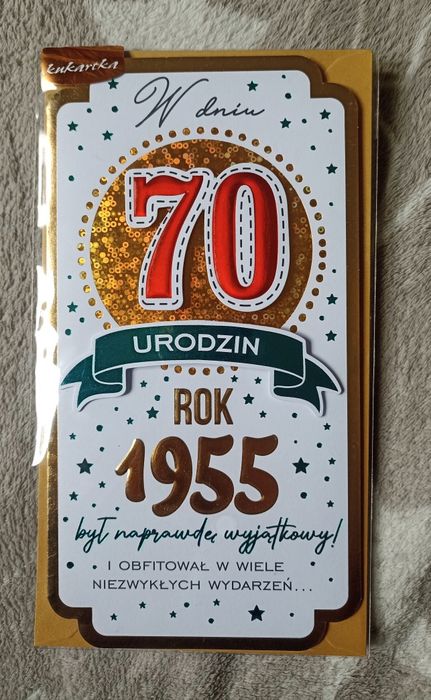 kukartka
W dniu
70
URODZIN
ROK
1955
był naprawdę wyjątkowy!
I OBFITOWAŁ W WIELE
NIEZWYKŁYCH WYDARZEŃ...